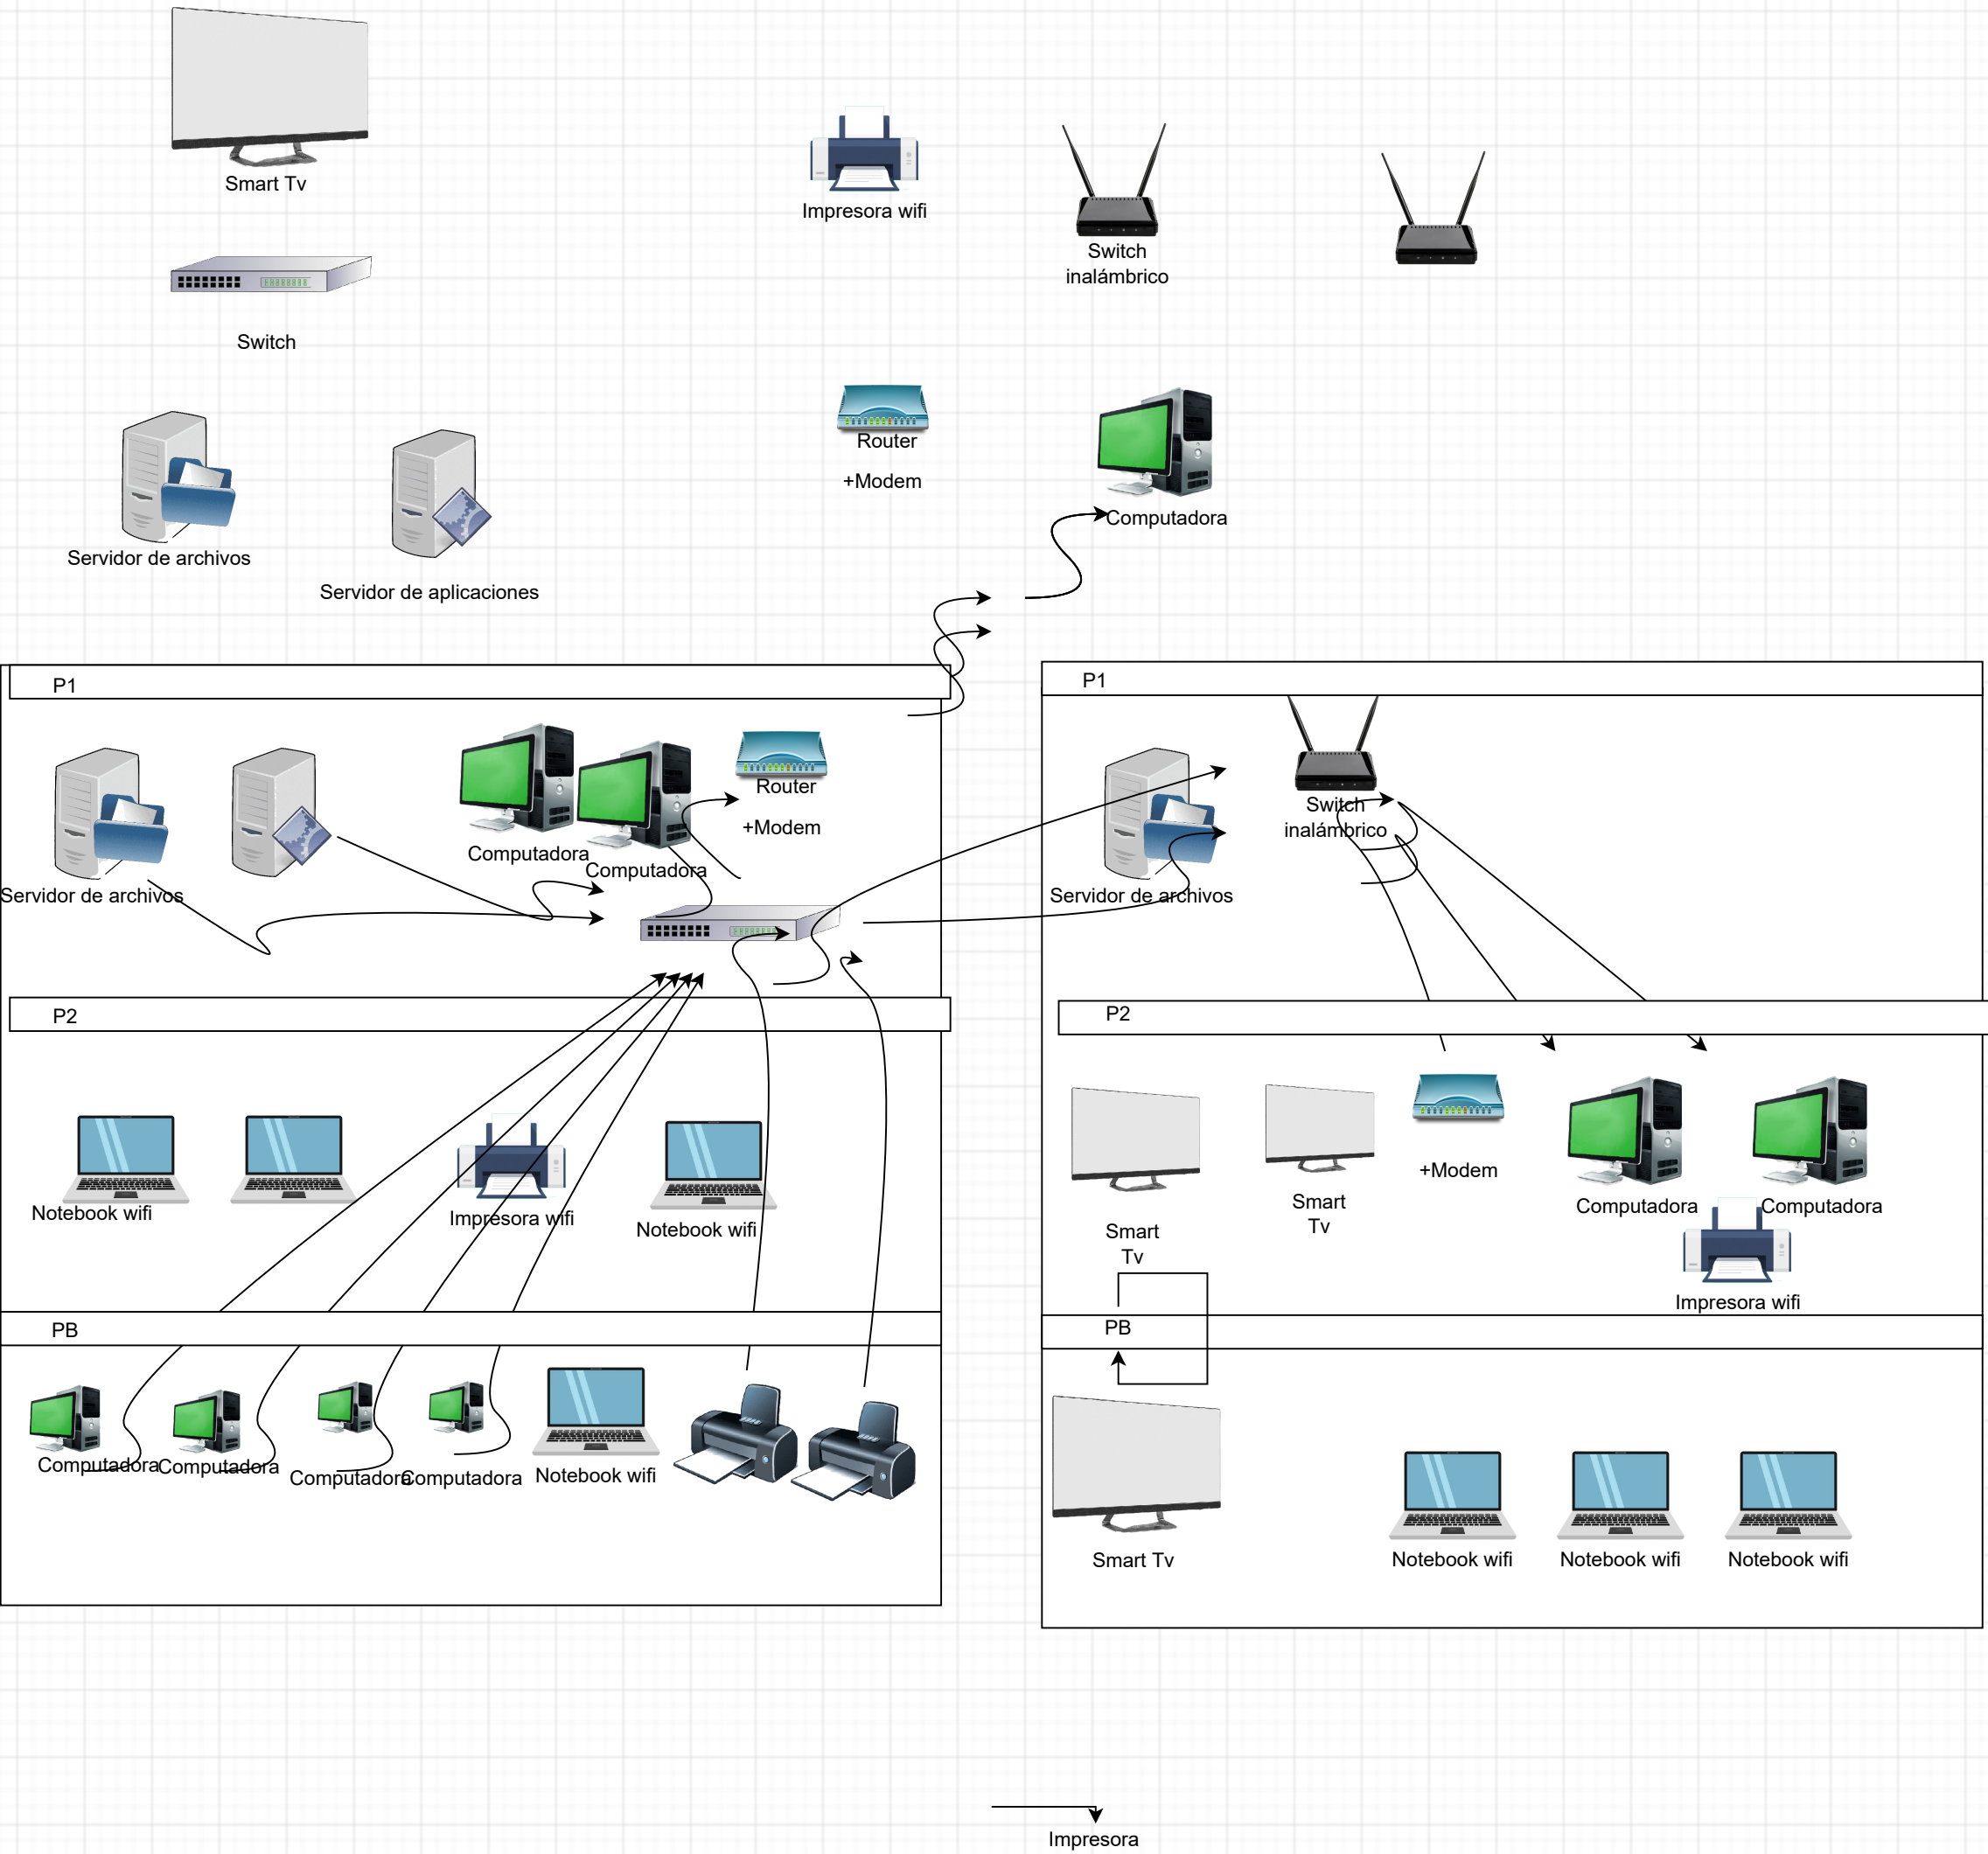 Smart Tv
Impresora wifi
Switch
inalámbrico
Switch
Router
+Modem
Computadora
Servidor de archivos
Servidor de aplicaciones
P1
Router
+Modem
Computadora
Computadora
Servidor de archivos
P2
Notebook wifi
Impresora wifi
Notebook wifi
PB
Computadora
Computadora
Computadora
Computadora
Notebook wifi
P1
Switch
inalámbrico
Servidor de archivos
P2
+Modem
Smart
Tv
Smart
Tv
Computadora
Computadora
Impresora wifi
PB
Smart Tv
Notebook wifi
Notebook wifi
Notebook wifi
Impresora